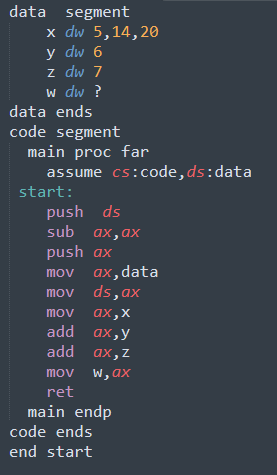 data  segment
    x dw 5,14,20
    y dw 6
    z dw 7
    w dw ?
data ends
code segment
  main proc far
    assume cs:code,ds:data
 start:
    push  ds
    sub  ax,ax
    push ax
    mov  ax,data
    mov  ds,ax
    mov  ax,x
    add  ax,y
    add  ax,z
    mov  w,ax
    ret
  main endp
code ends
end start